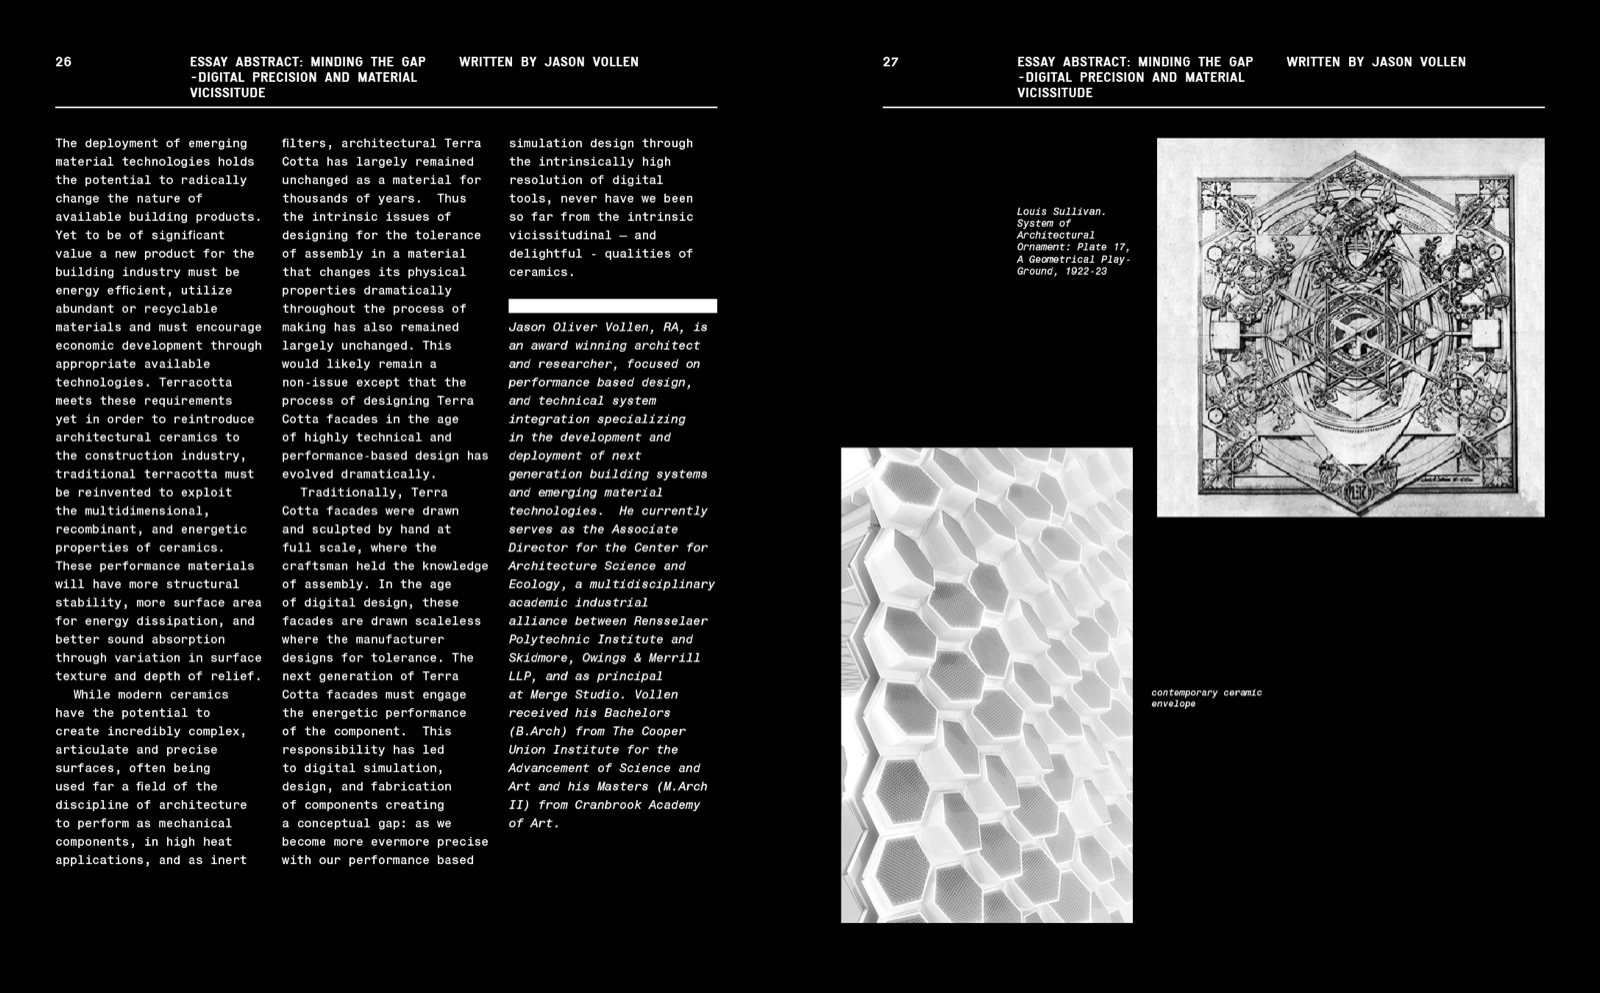 26
ESSAY ABSTRACT: MINDING THE GAP
-DIGITAL PRECISION AND MATERIAL
VICISSITUDE
WRITTEN BY JASON VOLLEN
The deployment of emerging
material technologies holds
the potential to radically
change the nature of
available building products.
Yet to be of significant
value a new product for the
building industry must be
energy efficient, utilize
abundant or recyclable
materials and must encourage
economic development through
appropriate available
technologies. Terracotta
meets these requirements
yet in order to reintroduce
architectural ceramics to
the construction industry,
traditional terracotta must
be reinvented to exploit
the multidimensional,
recombinant, and energetic
properties of ceramics.
These performance materials
will have more structural
stability, more surface area
for energy dissipation, and
better sound absorption
through variation in surface
texture and depth of relief.
While modern ceramics
have the potential to
create incredibly complex,
articulate and precise
surfaces, often being
used far a field of the
discipline of architecture
to perform as mechanical
components, in high heat
applications, and as inert
filters, architectural Terra
Cotta has largely remained
unchanged as a material for
thousands of years.  Thus
the intrinsic issues of
designing for the tolerance
of assembly in a material
that changes its physical
properties dramatically
throughout the process of
making has also remained
largely unchanged. This
would likely remain a
non-issue except that the
process of designing Terra
Cotta facades in the age
of highly technical and
performance-based design has
evolved dramatically.
Traditionally, Terra
Cotta facades were drawn
and sculpted by hand at
full scale, where the
craftsman held the knowledge
of assembly. In the age
of digital design, these
facades are drawn scaleless
where the manufacturer
designs for tolerance. The
next generation of Terra
Cotta facades must engage
the energetic performance
of the component.  This
responsibility has led
to digital simulation,
design, and fabrication
of components creating
a conceptual gap: as we
become more evermore precise
with our performance based
simulation design through
the intrinsically high
resolution of digital
tools, never have we been
so far from the intrinsic
vicissitudinal — and
delightful - qualities of
ceramics.
Jason Oliver Vollen, RA, is
an award winning architect
and researcher, focused on
performance based design,
and technical system
integration specializing
in the development and
deployment of next
generation building systems
and emerging material
technologies.  He currently
serves as the Associate
Director for the Center for
Architecture Science and
Ecology, a multidisciplinary
academic industrial
alliance between Rensselaer
Polytechnic Institute and
Skidmore, Owings & Merrill
LLP, and as principal
at Merge Studio. Vollen
received his Bachelors
(B.Arch) from The Cooper
Union Institute for the
Advancement of Science and
Art and his Masters (M.Arch
II) from Cranbrook Academy
of Art.
27
ESSAY ABSTRACT: MINDING THE GAP
-DIGITAL PRECISION AND MATERIAL
VICISSITUDE
WRITTEN BY JASON VOLLEN
Louis Sullivan.
System of
Architectural
Ornament: Plate 17,
A Geometrical Play-
Ground, 1922-23
contemporary ceramic
envelope